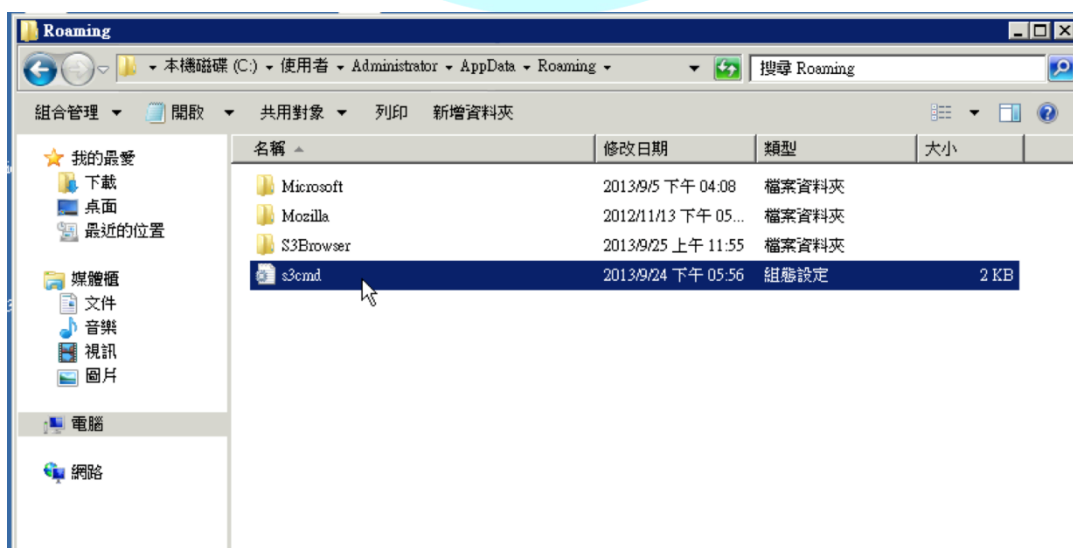 Roaming
本機磁碟 (C:) 使用者 Administrator AppData Roaming 搜尋 Roaming
組合管理 開啟 共用對象 列印 新增資料夾
我的最愛
下載
桌面
最近的位置
媒體櫃
文件
音樂
視訊
圖片
電腦
網路
名稱 修改日期 類型 大小
Microsoft 2013/9/5 下午 04:08 檔案資料夾
Mozilla 2012/11/13 下午 05... 檔案資料夾
S3Browser 2013/9/25 上午 11:55 檔案資料夾
s3cmd 2013/9/24 下午 05:56 組態設定 2 KB